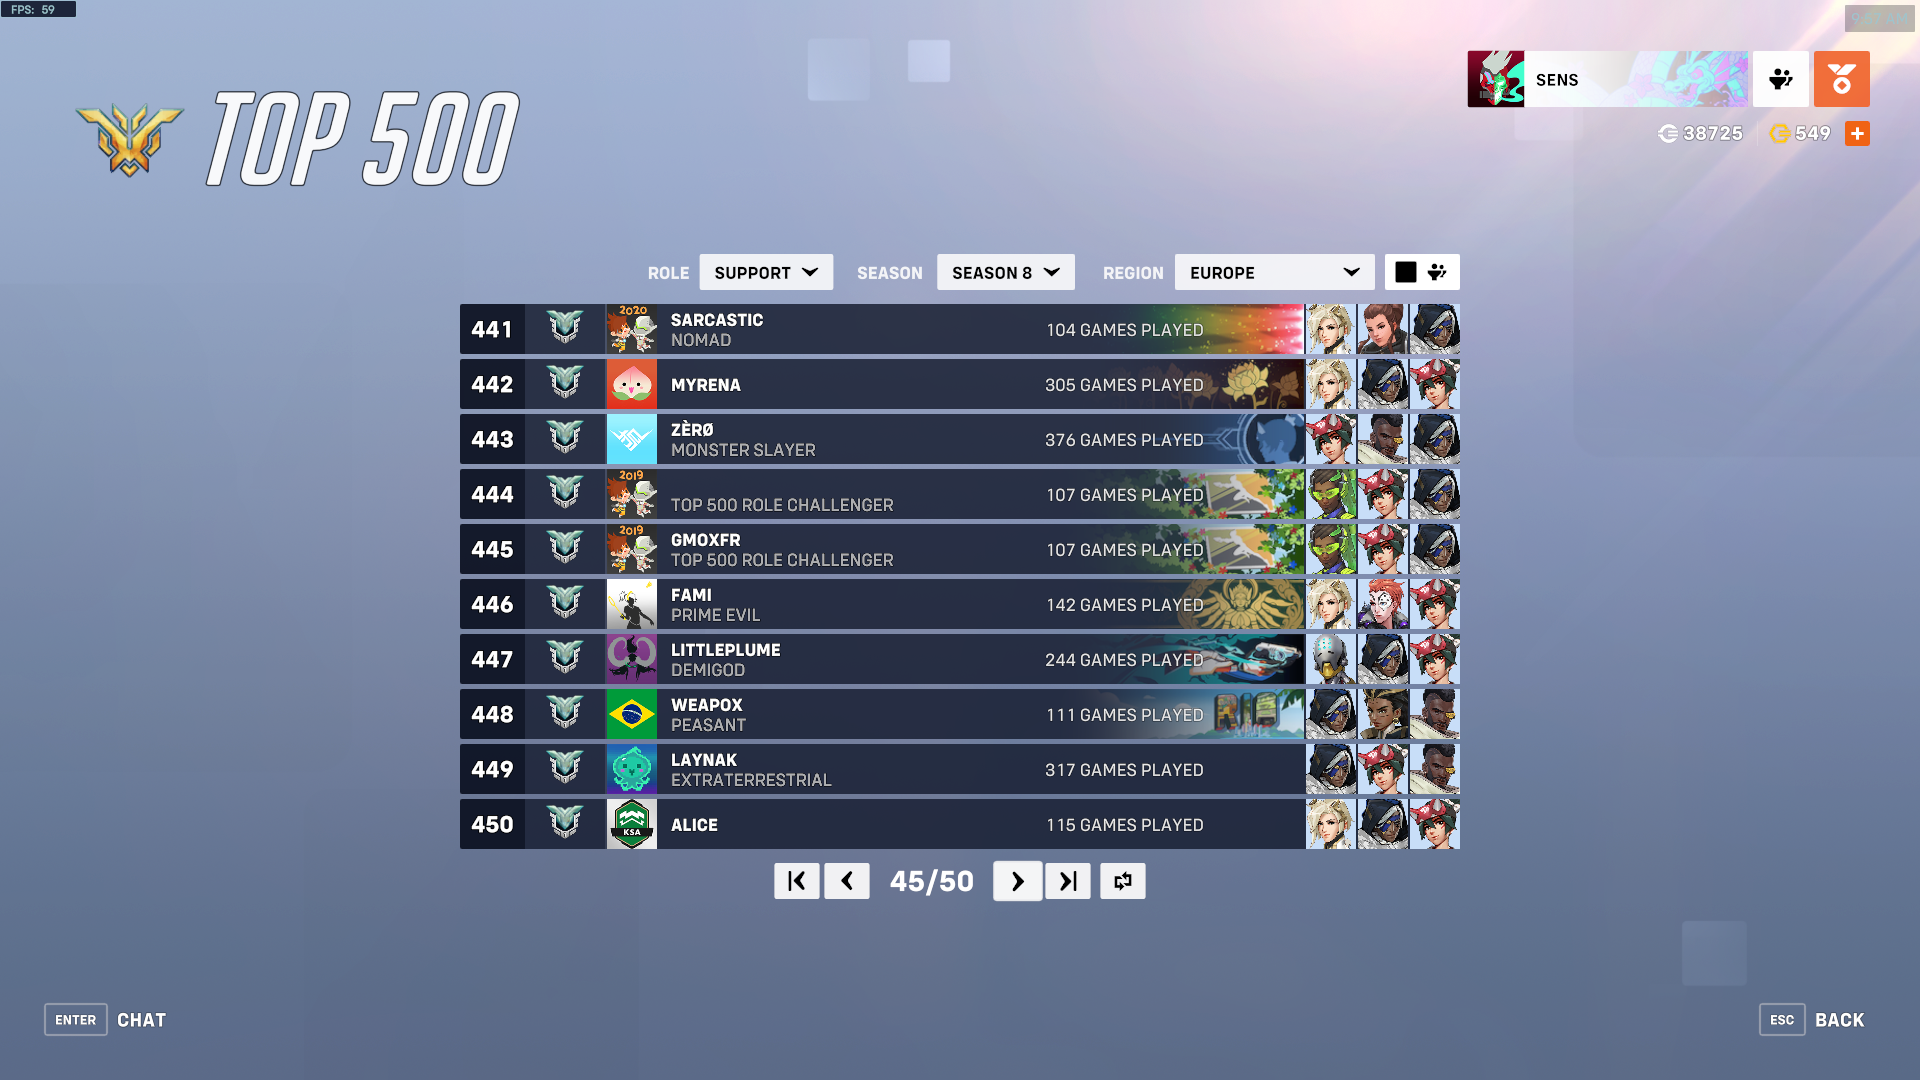 FPS: 59
TOP 500
SENS
38725
549
ROLE SUPPORT SEASON SEASON 8 REGION EUROPE
441 2020 SARCASTIC 104 GAMES PLAYED
NOMAD
442 MYRENA 305 GAMES PLAYED
443 ZÈRØ 376 GAMES PLAYED
MONSTER SLAYER
444 2019 107 GAMES PLAYED
TOP 500 ROLE CHALLENGER
445 2019 GMOXFR 107 GAMES PLAYED
TOP 500 ROLE CHALLENGER
446 FAMI 142 GAMES PLAYED
PRIME EVIL
447 LITTLEPLUME 244 GAMES PLAYED
DEMIGOD
448 WEAPOX 111 GAMES PLAYED
PEASANT
449 LAYNAK 317 GAMES PLAYED
EXTRATERRESTRIAL
450 KSA ALICE 115 GAMES PLAYED
45/50
ENTER CHAT
ESC BACK